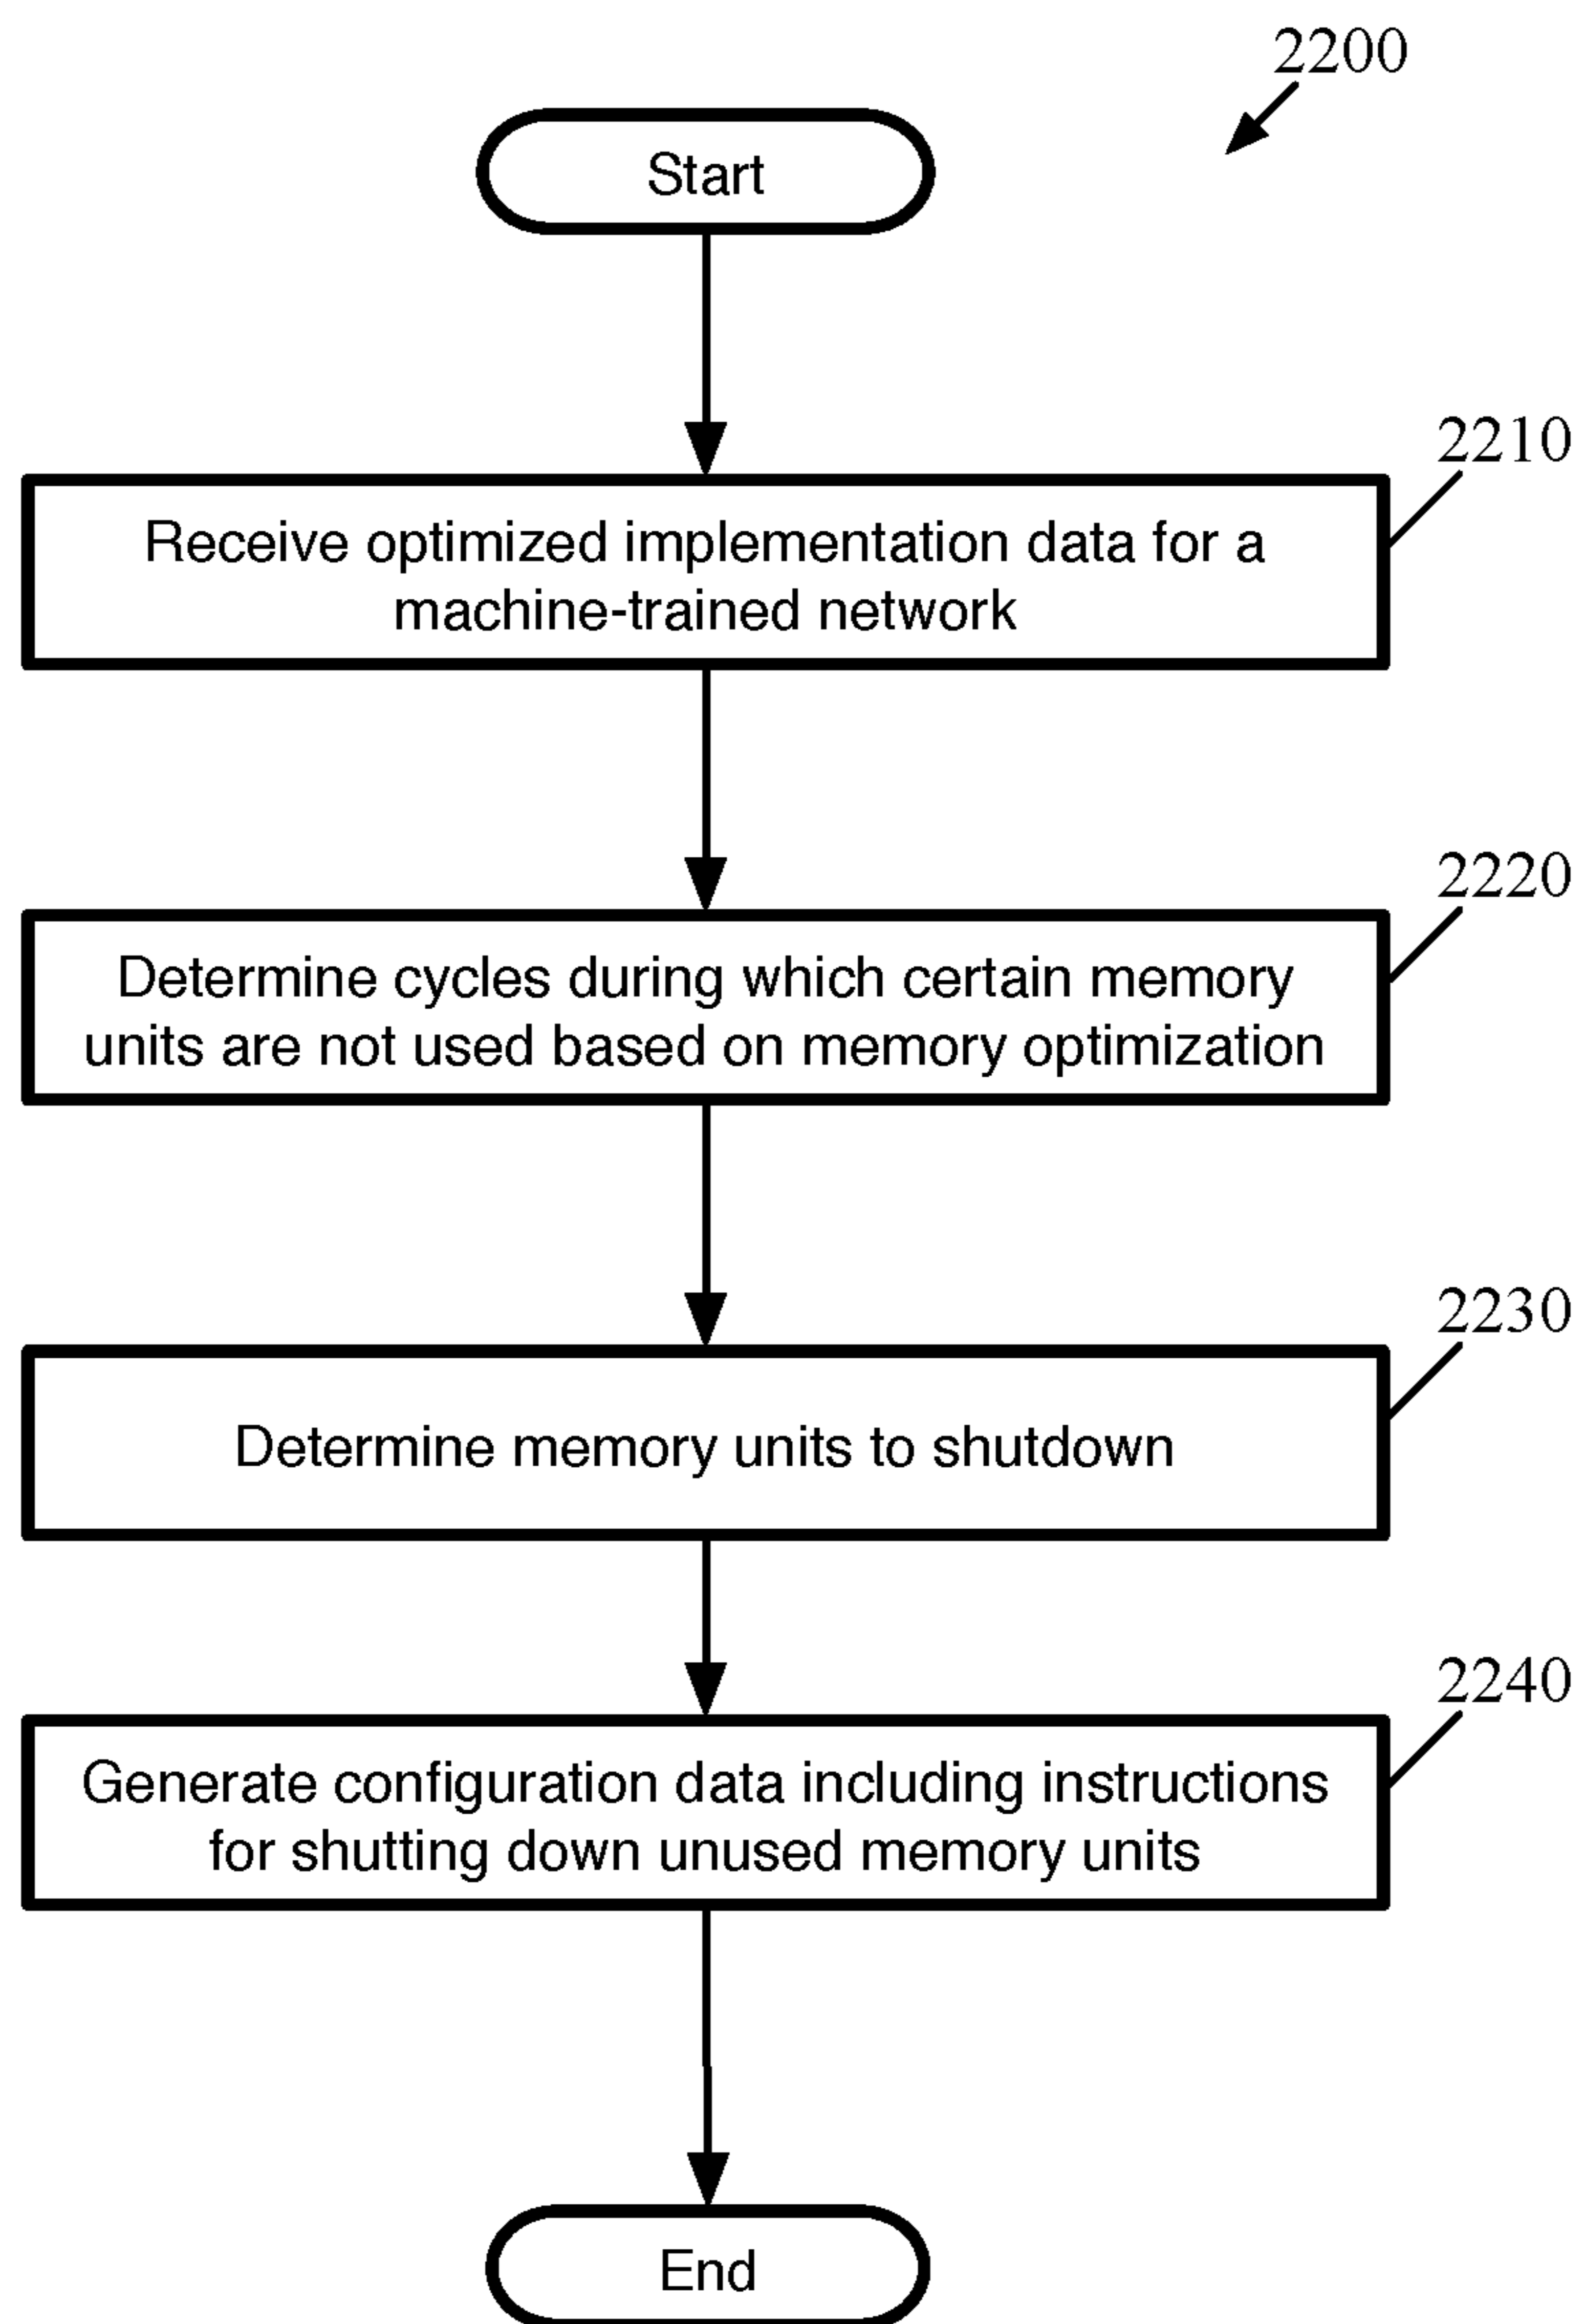 2200
Start
2210
Receive optimized implementation data for a
machine-trained network
2220
Determine cycles during which certain memory
units are not used based on memory optimization
2230
Determine memory units to shutdown
2240
Generate configuration data including instructions
for shutting down unused memory units
End